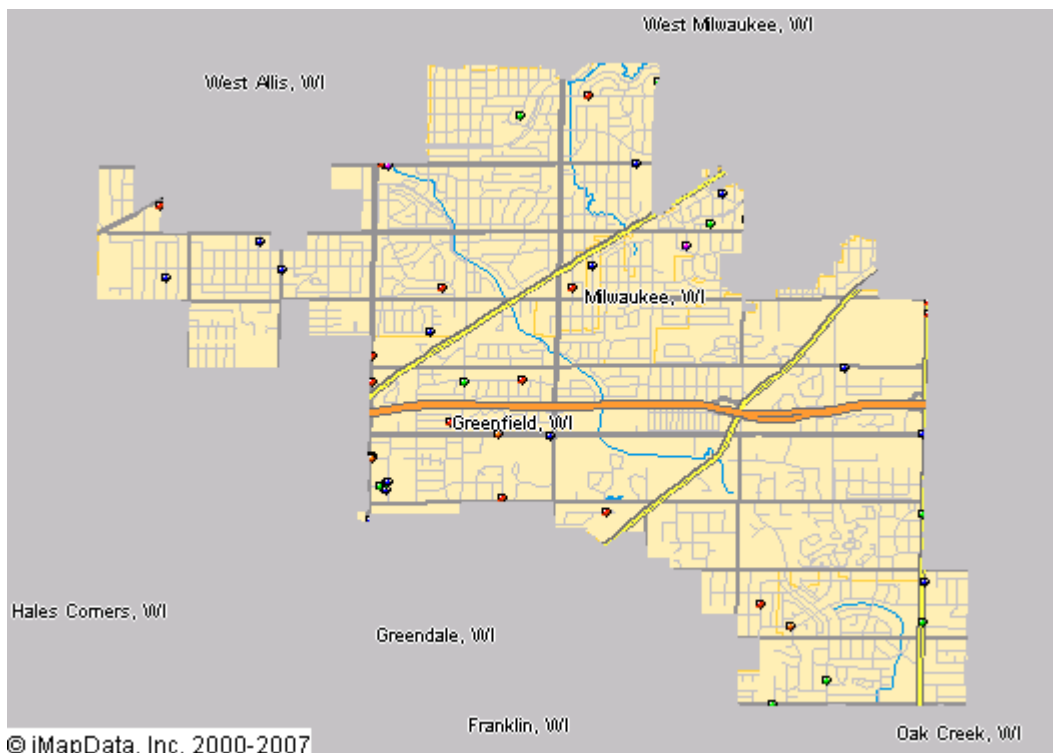 West Milwaukee, WI
West Allis, WI
Milwaukee, WI
Greenfield, WI
Hales Corners, WI
Greendale, WI
Franklin, WI
Oak Creek, WI
© iMapData, Inc. 2000-2007